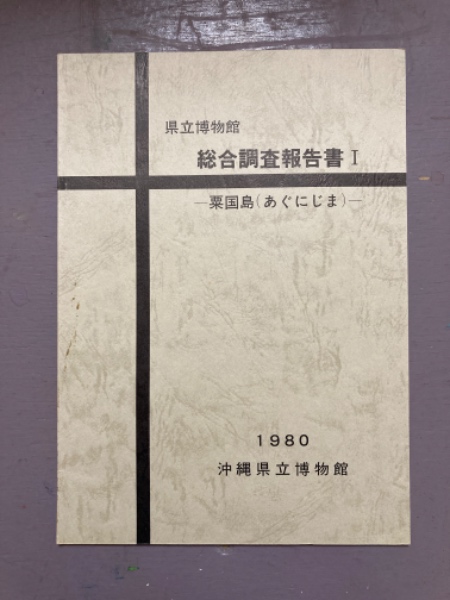 県立博物館
総合調査報告書 I
—粟国島(あぐにじま)—
1980
沖縄県立博物館